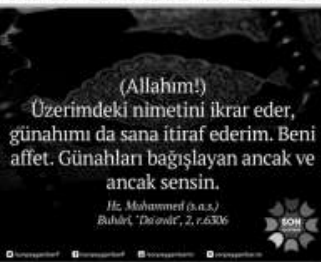 (Allahım!)
Üzerimdeki nimetini ikrar eder,
günahımı da sana itiraf ederim. Beni
affet. Günahları bağışlayan ancak ve
ancak sensin.
Hz. Muhammed (s.a.s.)
Buhârî, "Da'avât", 2, r.6306
SON